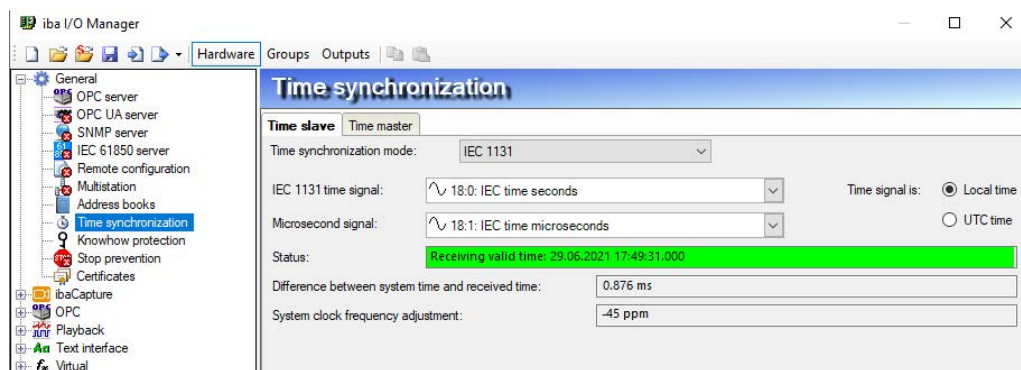 iba I/O Manager
Hardware Groups Outputs
General
OPC server
OPC UA server
SNMP server
IEC 61850 server
Remote configuration
Multistation
Address books
Time synchronization
Knowhow protection
Stop prevention
Certificates
ibaCapture
OPC
Playback
Text interface
Virtual
Time synchronization
Time slave Time master
Time synchronization mode: IEC 1131
IEC 1131 time signal: 18:0: IEC time seconds Time signal is: Local time
Microsecond signal: 18:1: IEC time microseconds UTC time
Status: Receiving valid time: 29.06.2021 17:49:31.000
Difference between system time and received time: 0.876 ms
System clock frequency adjustment: -45 ppm